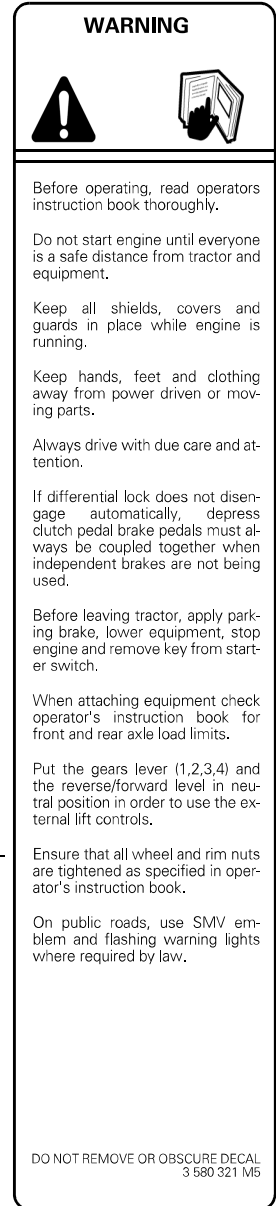 WARNING
Before operating, read operators
instruction book thoroughly.
Do not start engine until everyone
is a safe distance from tractor and
equipment.
Keep all shields, covers and
guards in place while engine is
running.
Keep hands, feet and clothing
away from power driven or mov-
ing parts.
Always drive with due care and at-
tention.
If differential lock does not disen-
gage automatically, depress
clutch pedal brake pedals must al-
ways be coupled together when
independent brakes are not being
used.
Before leaving tractor, apply park-
ing brake, lower equipment, stop
engine and remove key from start-
er switch.
When attaching equipment check
operator's instruction book for
front and rear axle load limits.
Put the gears lever (1,2,3,4) and
the reverse/forward level in neu-
tral position in order to use the ex-
ternal lift controls.
Ensure that all wheel and rim nuts
are tightened as specified in oper-
ator's instruction book.
On public roads, use SMV em-
blem and flashing warning lights
where required by law.
DO NOT REMOVE OR OBSCURE DECAL
3 580 321 M5